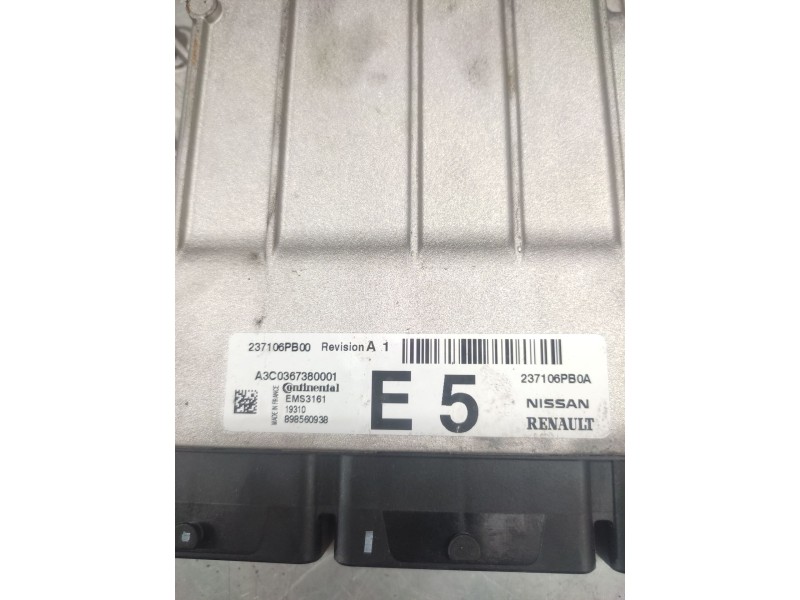 237106PB00 Revision A 1
A3C0367380001
Continental
EMS3161
19310
898560938
MADE IN FRANCE
E 5
237106PB0A
NISSAN
RENAULT